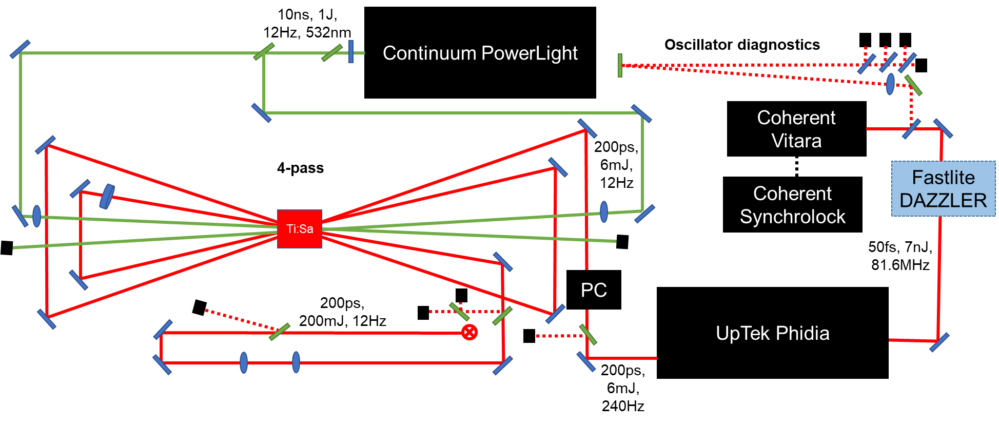 10ns, 1J,
12Hz, 532nm
Continuum PowerLight
Oscillator diagnostics
Coherent
Vitara
4-pass
200ps,
6mJ,
12Hz
Fastlite
DAZZLER
Coherent
Synchrolock
Ti:Sa
50fs, 7nJ,
81.6MHz
PC
200ps,
200mJ, 12Hz
UpTek Phidia
200ps,
6mJ,
240Hz